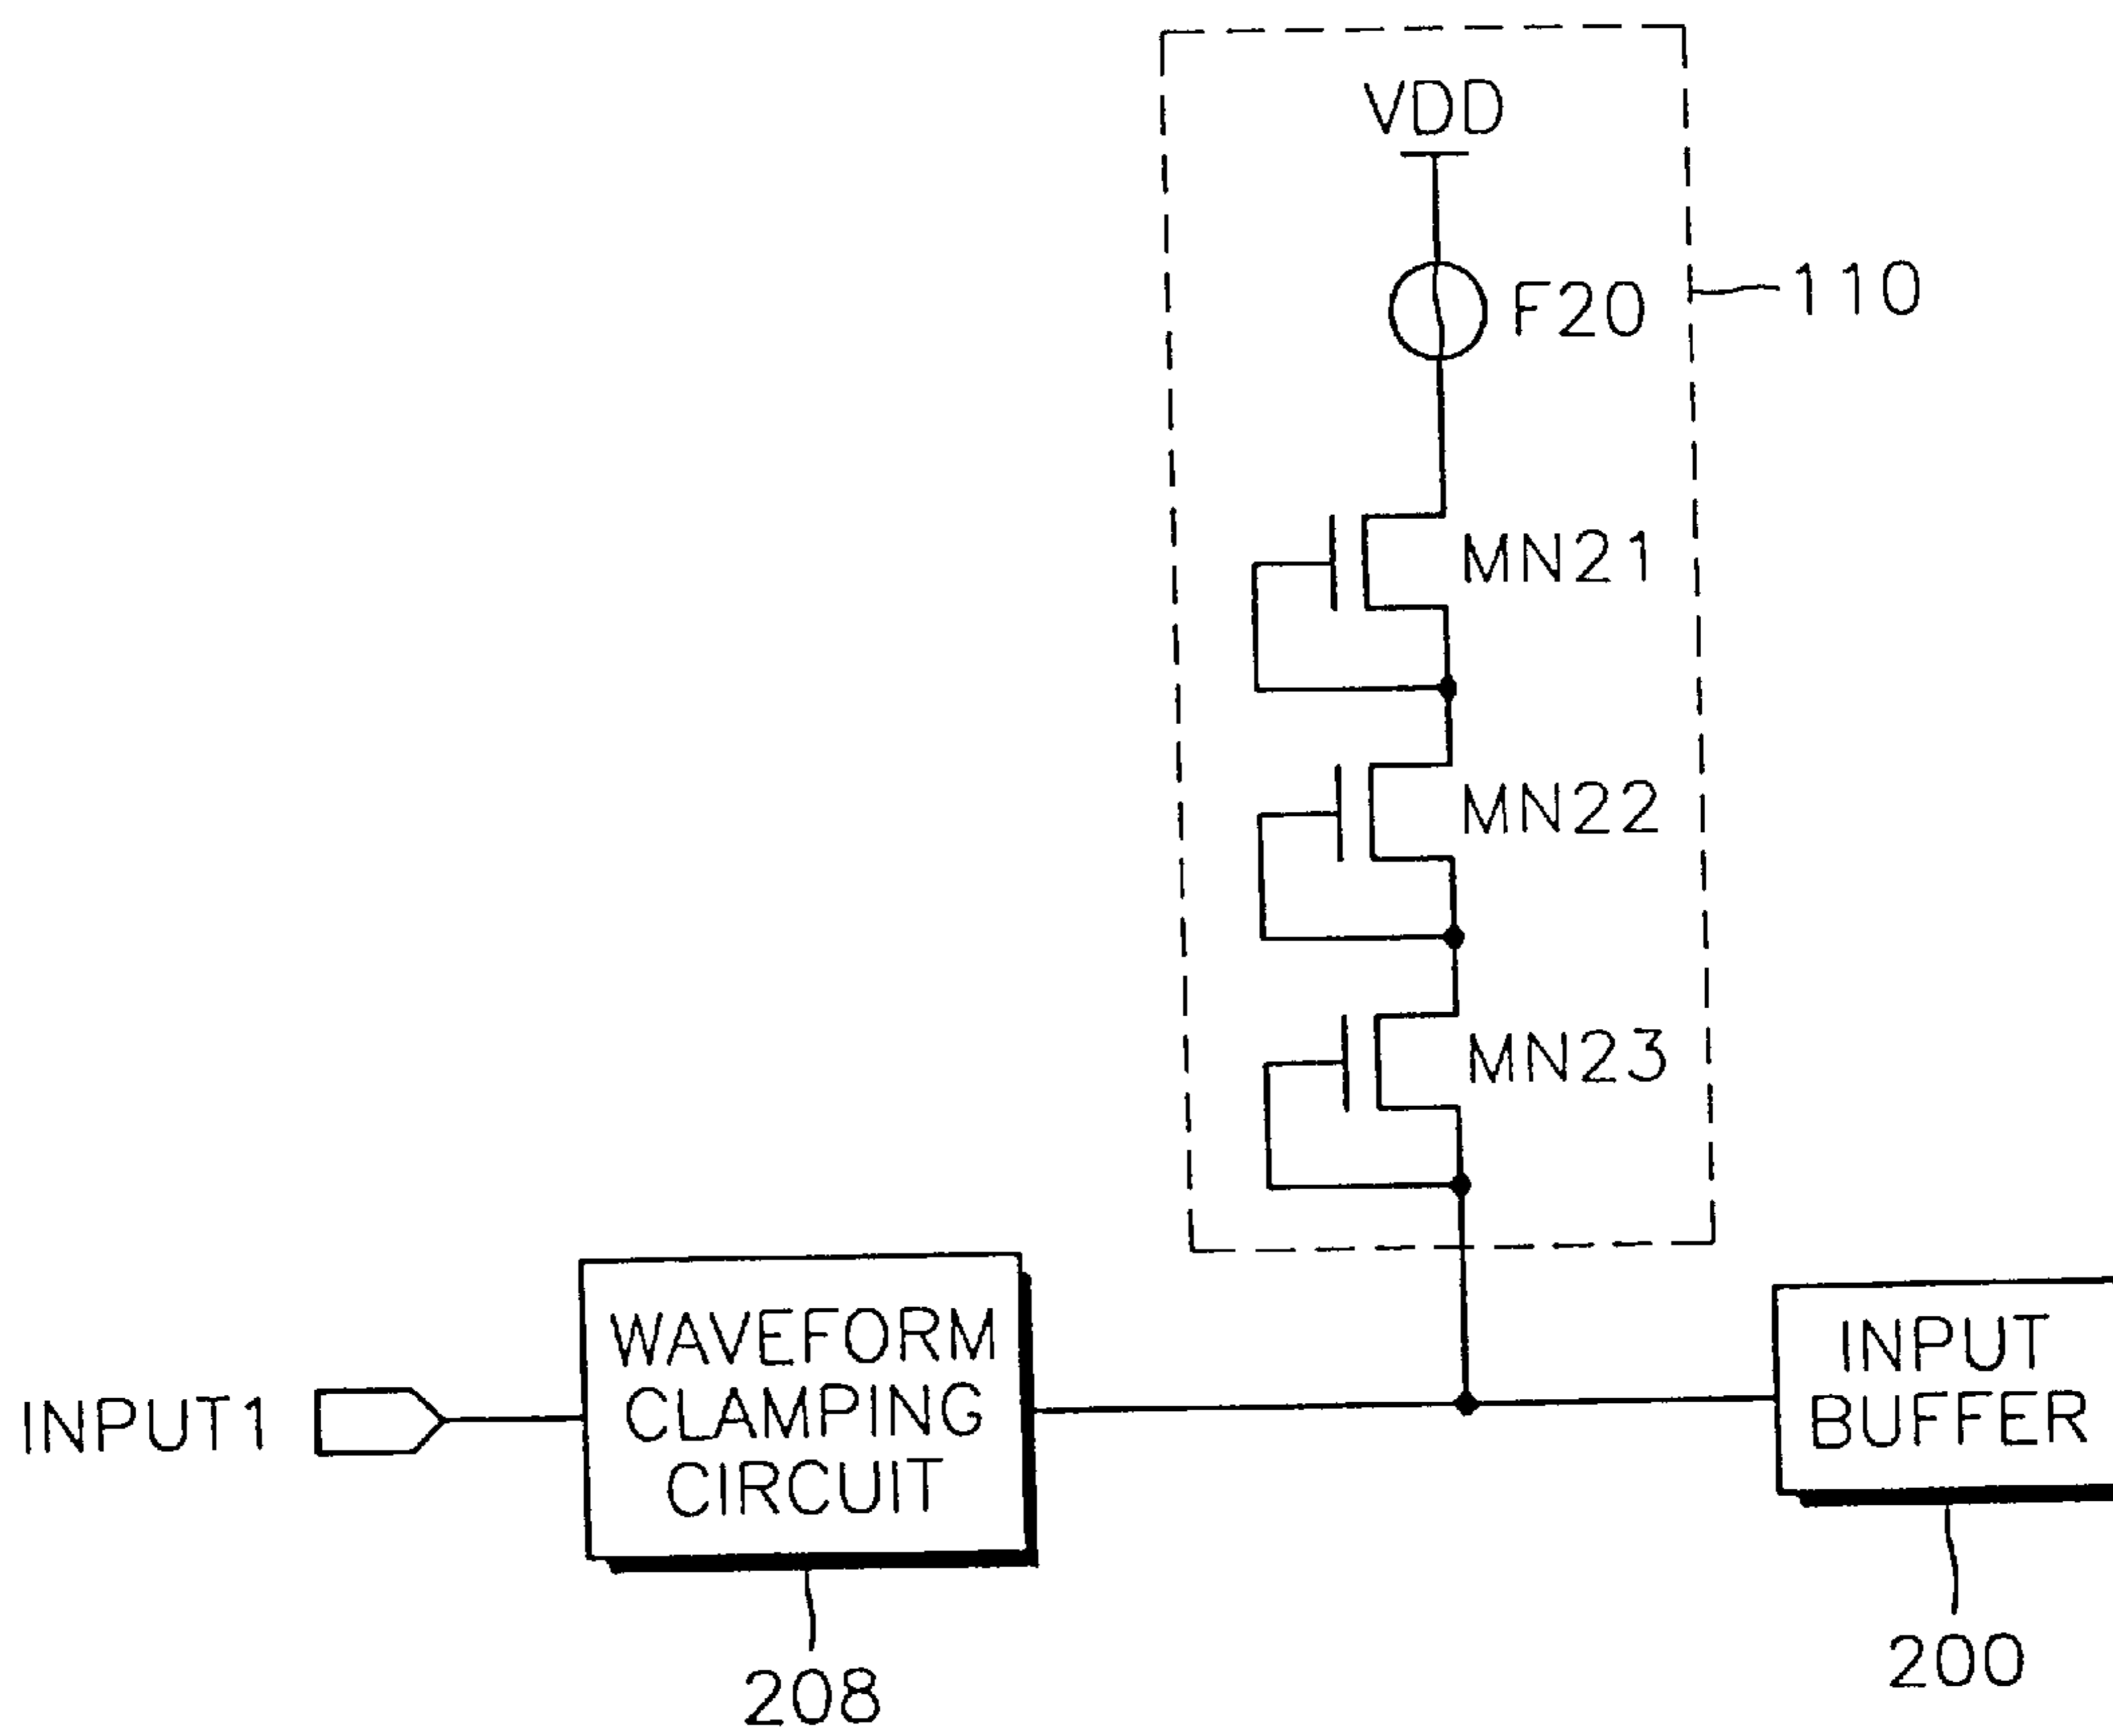 VDD
F20
110
MN21
MN22
MN23
INPUT1
WAVEFORM
CLAMPING
CIRCUIT
INPUT
BUFFER
208
200